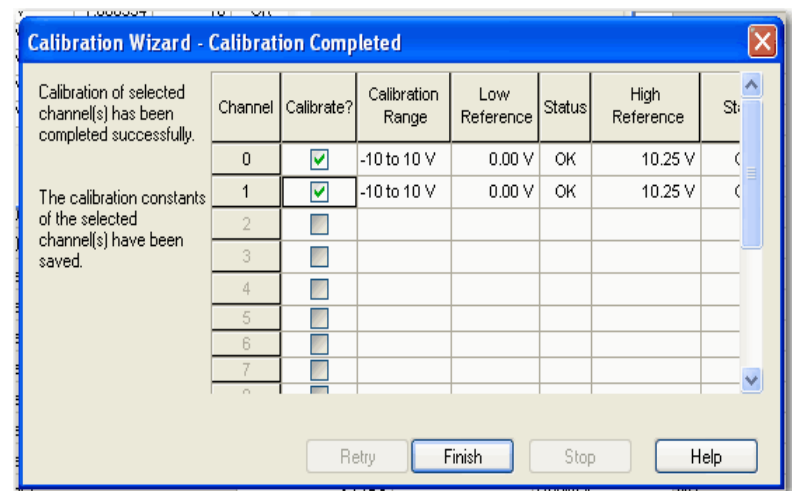 Calibration Wizard - Calibration Completed
Calibration of selected
channel(s) has been
completed successfully.
The calibration constants
of the selected
channel(s) have been
saved.
Channel Calibrate? Calibration Range Low Reference Status High Reference
0 -10 to 10 V 0.00 V OK 10.25 V
1 -10 to 10 V 0.00 V OK 10.25 V
2
3
4
5
6
7
Retry Finish Stop Help